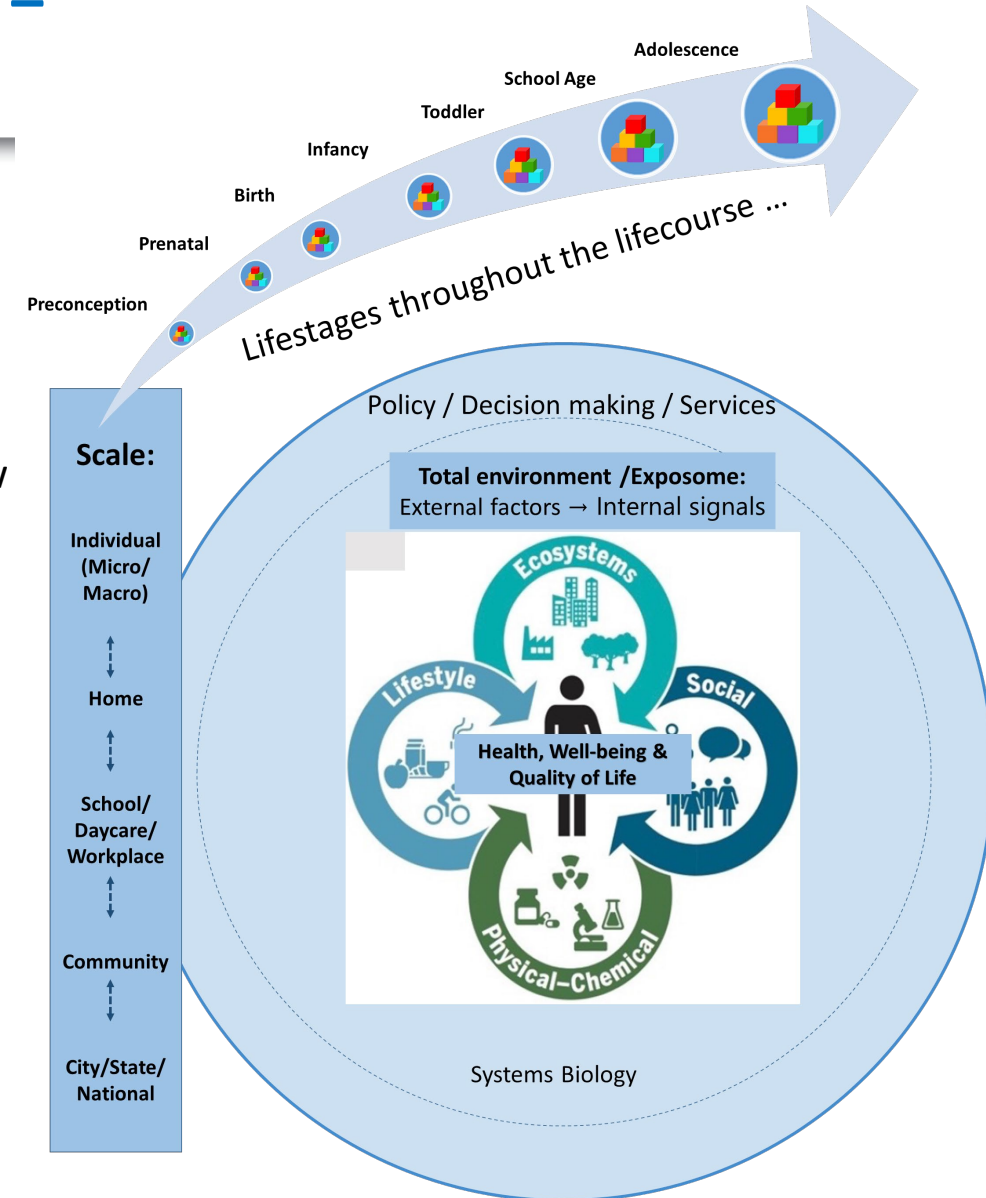 Adolescence
School Age
Toddler
Infancy
Birth
Prenatal
Preconception
Lifestages throughout the lifecourse ...
Scale:
Individual
(Micro/
Macro)
Home
School/
Daycare/
Workplace
Community
City/State/
National
Policy / Decision making / Services
Total environment /Exposome:
External factors → Internal signals
Ecosystems
Lifestyle
Social
Health, Well-being &
Quality of Life
Physical–Chemical
Systems Biology